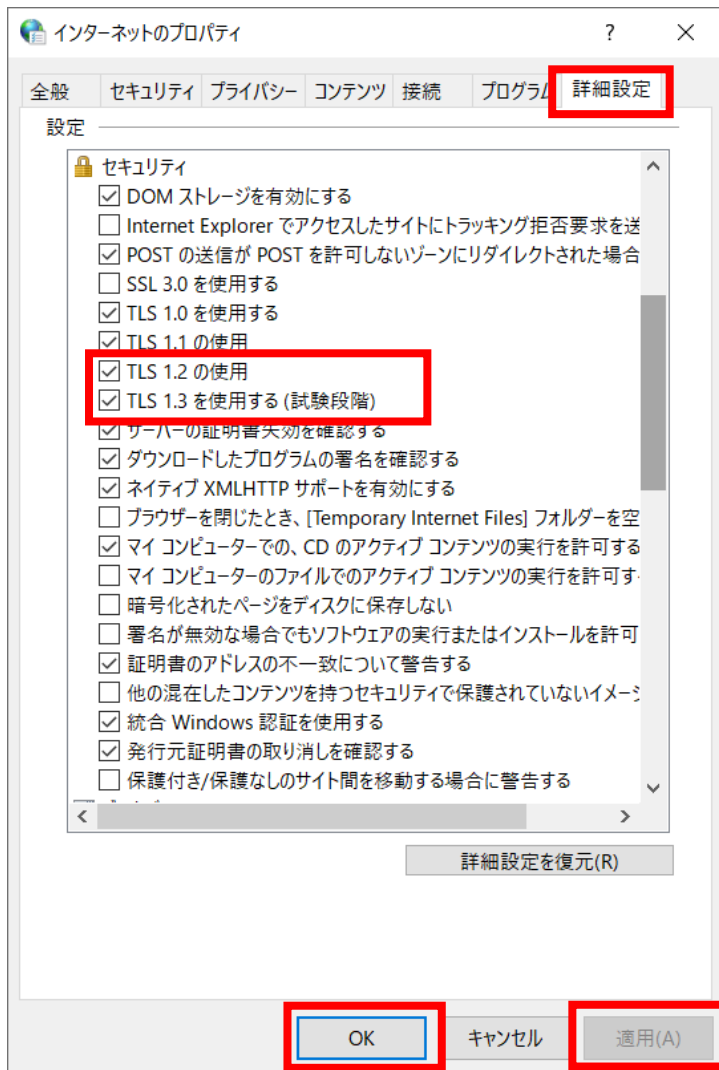 インターネットのプロパティ
?
全般 セキュリティ プライバシー コンテンツ 接続 プログラム 詳細設定
設定
セキュリティ
DOM ストレージを有効にする
Internet Explorer でアクセスしたサイトにトラッキング拒否要求を送
POST の送信が POST を許可しないゾーンにリダイレクトされた場合
SSL 3.0 を使用する
TLS 1.0 を使用する
TLS 1.1 の使用
TLS 1.2 の使用
TLS 1.3 を使用する (試験段階)
サーバーの証明書失効を確認する
ダウンロードしたプログラムの署名を確認する
ネイティブ XMLHTTP サポートを有効にする
ブラウザーを閉じたとき、[Temporary Internet Files] フォルダーを空
マイ コンピューターでの、CD のアクティブ コンテンツの実行を許可する
マイ コンピューターのファイルでのアクティブ コンテンツの実行を許可す
暗号化されたページをディスクに保存しない
署名が無効な場合でもソフトウェアの実行またはインストールを許可
証明書のアドレスの不一致について警告する
他の混在したコンテンツを持つセキュリティで保護されていないイメージ
統合 Windows 認証を使用する
発行元証明書の取り消しを確認する
保護付き/保護なしのサイト間を移動する場合に警告する
詳細設定を復元(R)
OK キャンセル 適用(A)